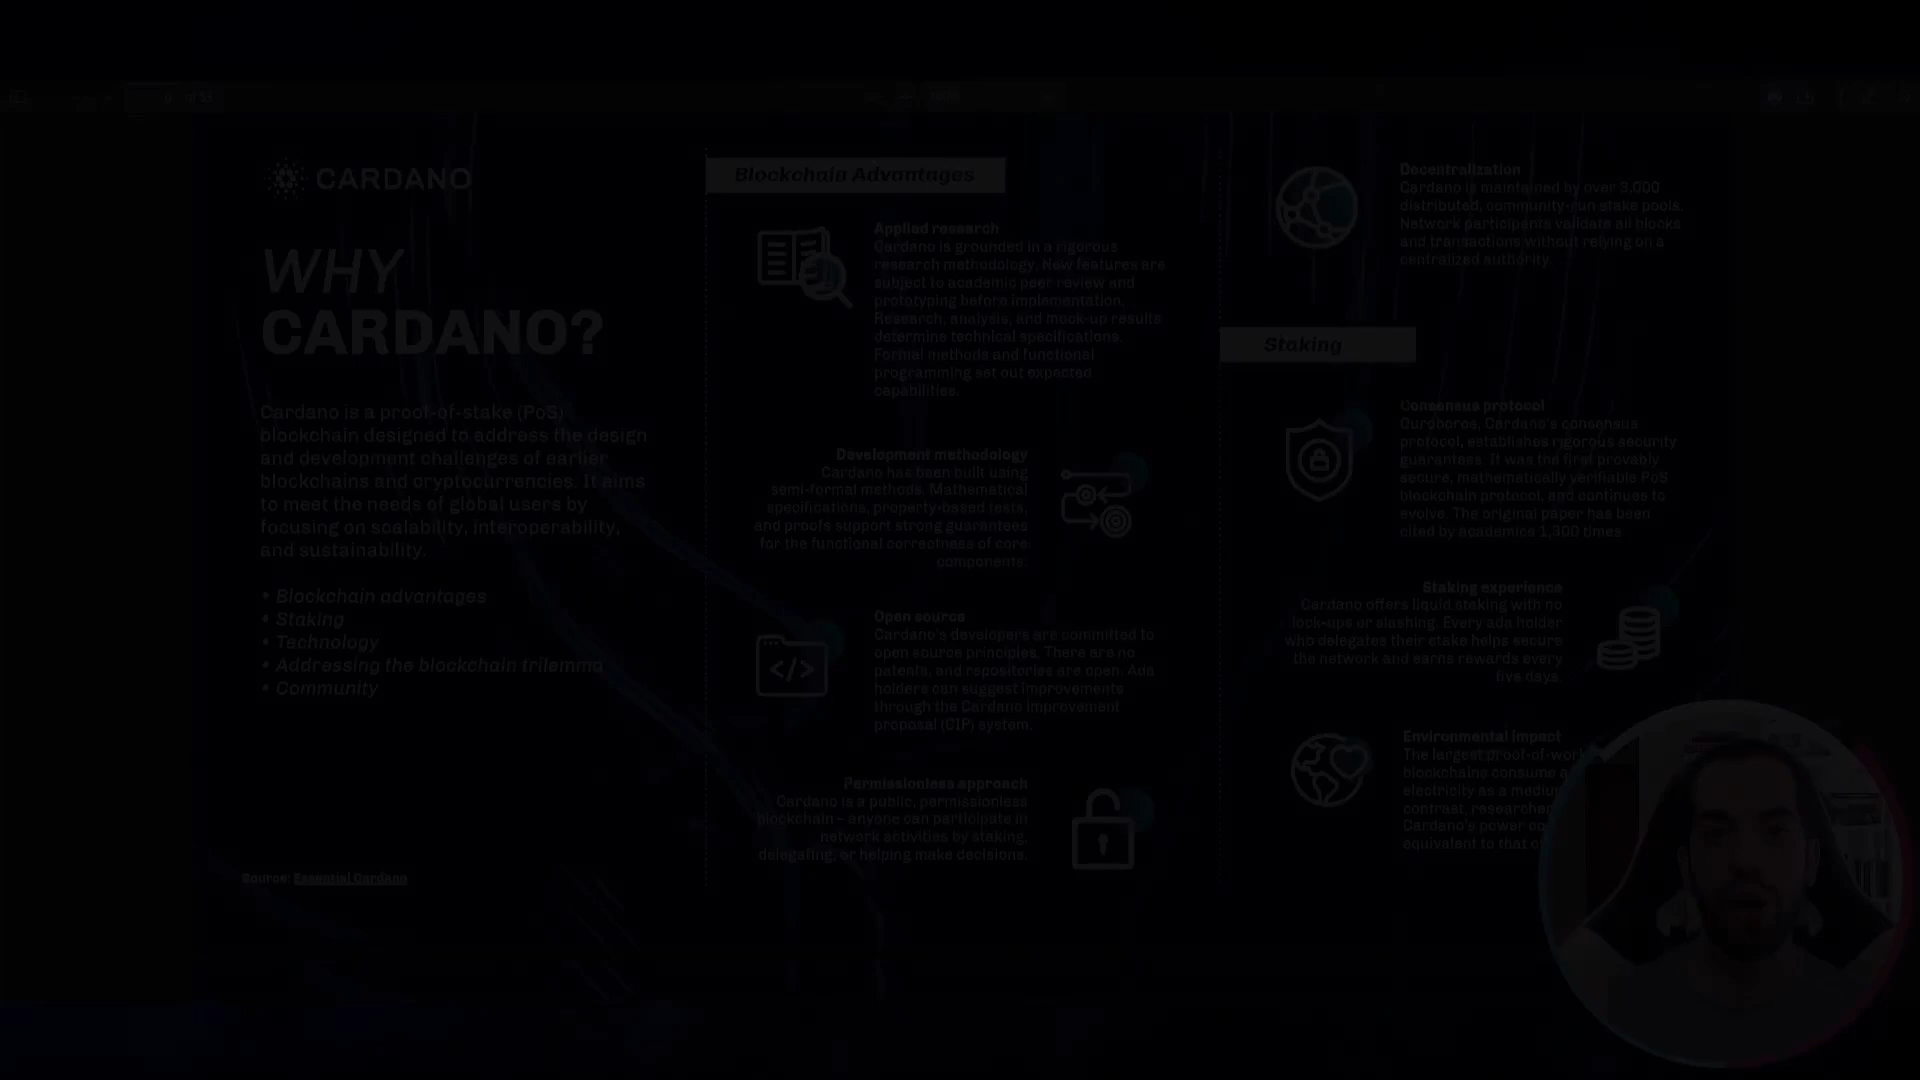 of 53
CARDANO
WHY
CARDANO?
Cardano is a proof-of-stake (PoS)
blockchain designed to address the design
and development challenges of earlier
blockchains and cryptocurrencies. It aims
to meet the needs of global users by
focusing on scalability, interoperability,
and sustainability.
• Blockchain advantages
• Staking
• Technology
• Addressing the blockchain trilemma
• Community
Source: Essential Cardano
Blockchain Advantages
Applied research
Cardano is grounded in a rigorous
research methodology. New features are
subject to academic peer review and
prototyping before implementation.
Research, analysis, and mock-up results
determine technical specifications.
Formal methods and functional
programming set out expected
capabilities.
Development methodology
Cardano has been built using
semi-formal methods. Mathematical
specifications, property-based tests,
and proofs support strong guarantees
for the functional correctness of core
components.
Open source
Cardano's developers are committed to
open source principles. There are no
patents, and repositories are open. Ada
holders can suggest improvements
through the Cardano improvement
proposal (CIP) system.
Permissionless approach
Cardano is a public, permissionless
blockchain – anyone can participate in
network activities by staking,
delegating, or helping make decisions.
Decentralization
Cardano is maintained by over 3,000
distributed, community-run stake pools.
Network participants validate all blocks
and transactions without relying on a
centralized authority.
Staking
Consensus protocol
Ouroboros, Cardano's consensus
protocol, establishes rigorous security
guarantees. It was the first provably
secure, mathematically verifiable PoS
blockchain protocol, and continues to
evolve. The original paper has been
cited by academics 1,300 times.
Staking experience
Cardano offers liquid staking with no
lock-ups or slashing. Every ada holder
who delegates their stake helps secure
the network and earns rewards every
five days.
Environmental impact
The largest proof-of-work
blockchains consume a
electricity as a
contrast,
Cardano's power
equivalent to that